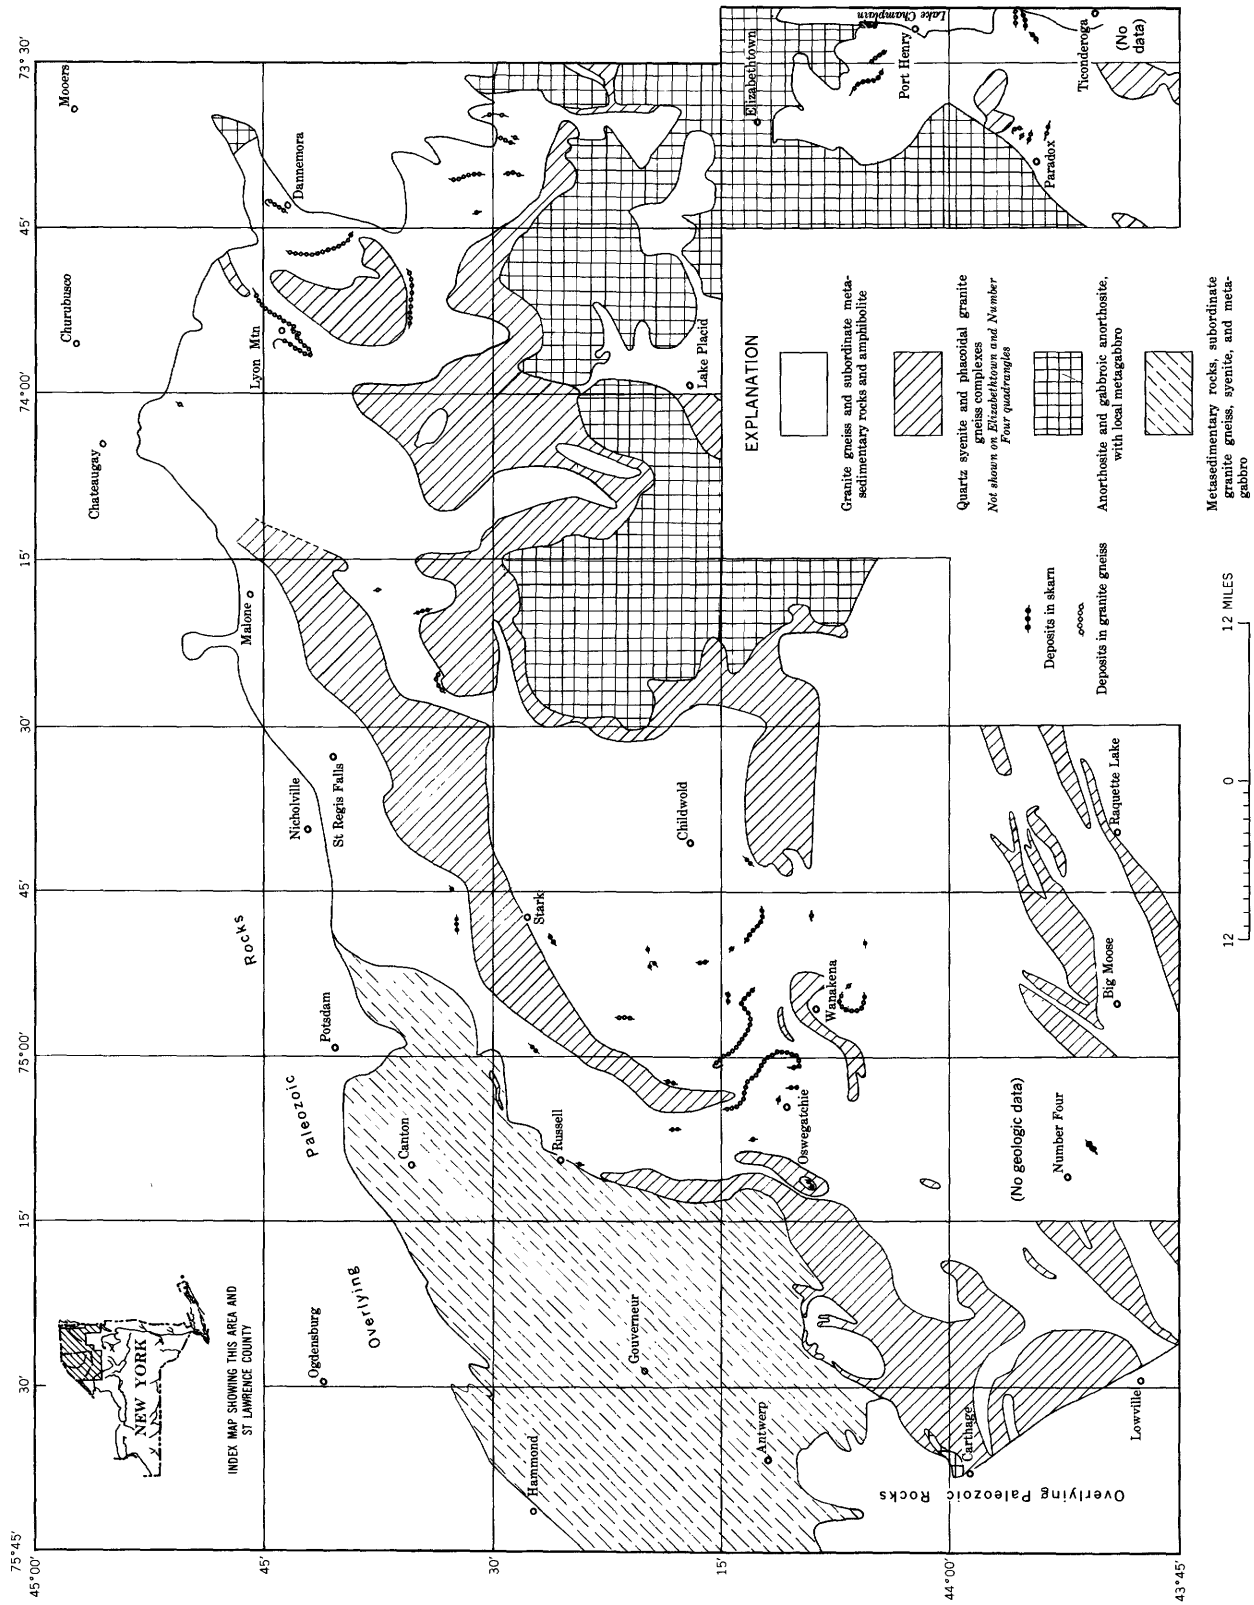 75°45′
30′
15′
75°00′
45′
30′
15′
74°00′
45′
73°30′
45°00′
45′
30′
15′
44°00′
43°45′
NEW YORK
INDEX MAP SHOWING THIS AREA AND
ST LAWRENCE COUNTY
Ogdensburg
Overlying
Paleozoic
Rocks
Potsdam
Nicholville
St Regis Falls
Malone
Chateaugay
Churubusco
Mooers
Lyon Mtn
Dannemora
Hammond
Gouverneur
Canton
Russell
Stark
Childwold
Lake Placid
Elizabethtown
Lake Champlain
Port Henry
Ticonderoga
(No
data)
Paradox
Antwerp
Oswegatchie
Wanakena
Carthage
Lowville
(No geologic data)
Number Four
Big Moose
Raquette Lake
Overlying Paleozoic Rocks
EXPLANATION
Granite gneiss and subordinate meta-
sedimentary rocks and amphibolite
Quartz syenite and phacoidal granite
gneiss complexes
Not shown on Elizabethtown and Number
Four quadrangles
Anorthosite and gabbroic anorthosite,
with local metagabbro
Metasedimentary rocks, subordinate
granite gneiss, syenite, and meta-
gabbro
Deposits in skarn
Deposits in granite gneiss
12
0
12 MILES